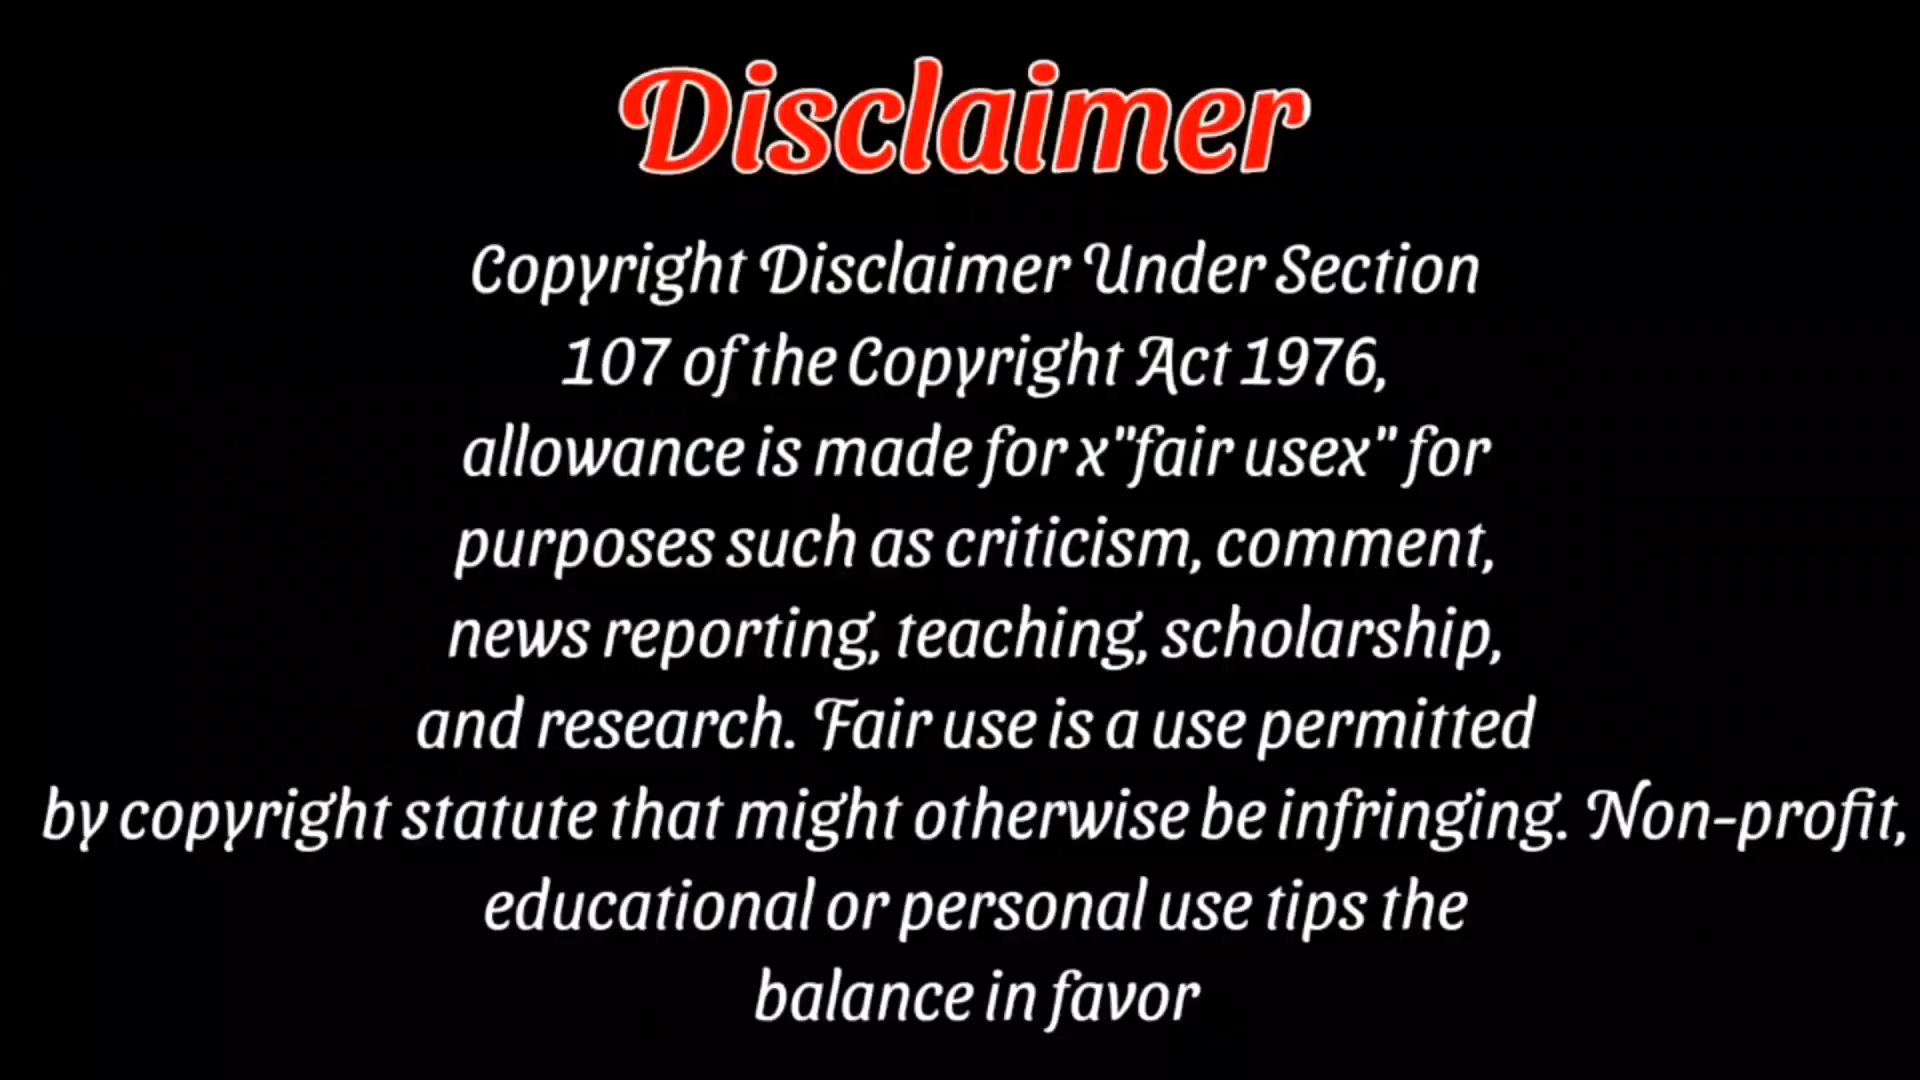 Disclaimer
Copyright Disclaimer Under Section
107 of the Copyright Act 1976,
allowance is made for x"fair usex" for
purposes such as criticism, comment,
news reporting, teaching, scholarship,
and research. Fair use is a use permitted
by copyright statute that might otherwise be infringing. Non-profit,
educational or personal use tips the
balance in favor